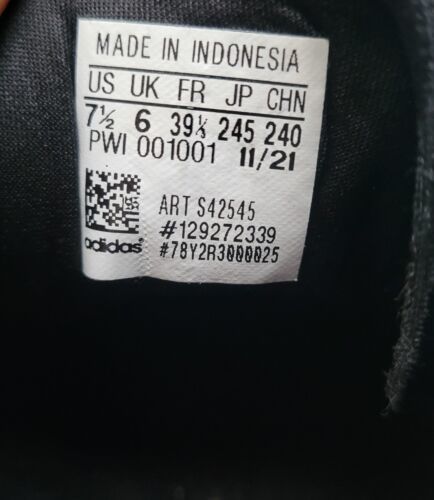 MADE IN INDONESIA
US UK FR JP CHN
7½ 6 39⅓ 245 240
PWI 001001 11/21
ART S42545
#129272339
adidas®
#78Y2R3000025